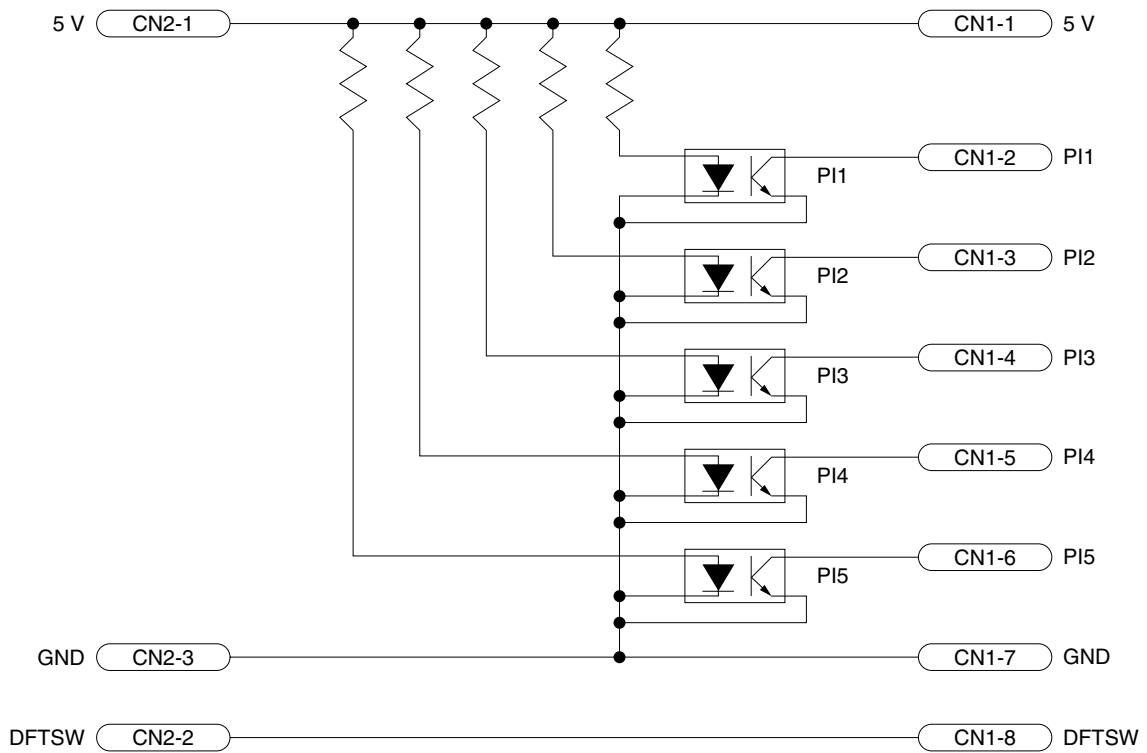 5 V CN2-1 CN1-1 5 V
CN1-2 PI1
PI1
CN1-3 PI2
PI2
CN1-4 PI3
PI3
CN1-5 PI4
PI4
CN1-6 PI5
PI5
GND CN2-3 CN1-7 GND
DFTSW CN2-2 CN1-8 DFTSW